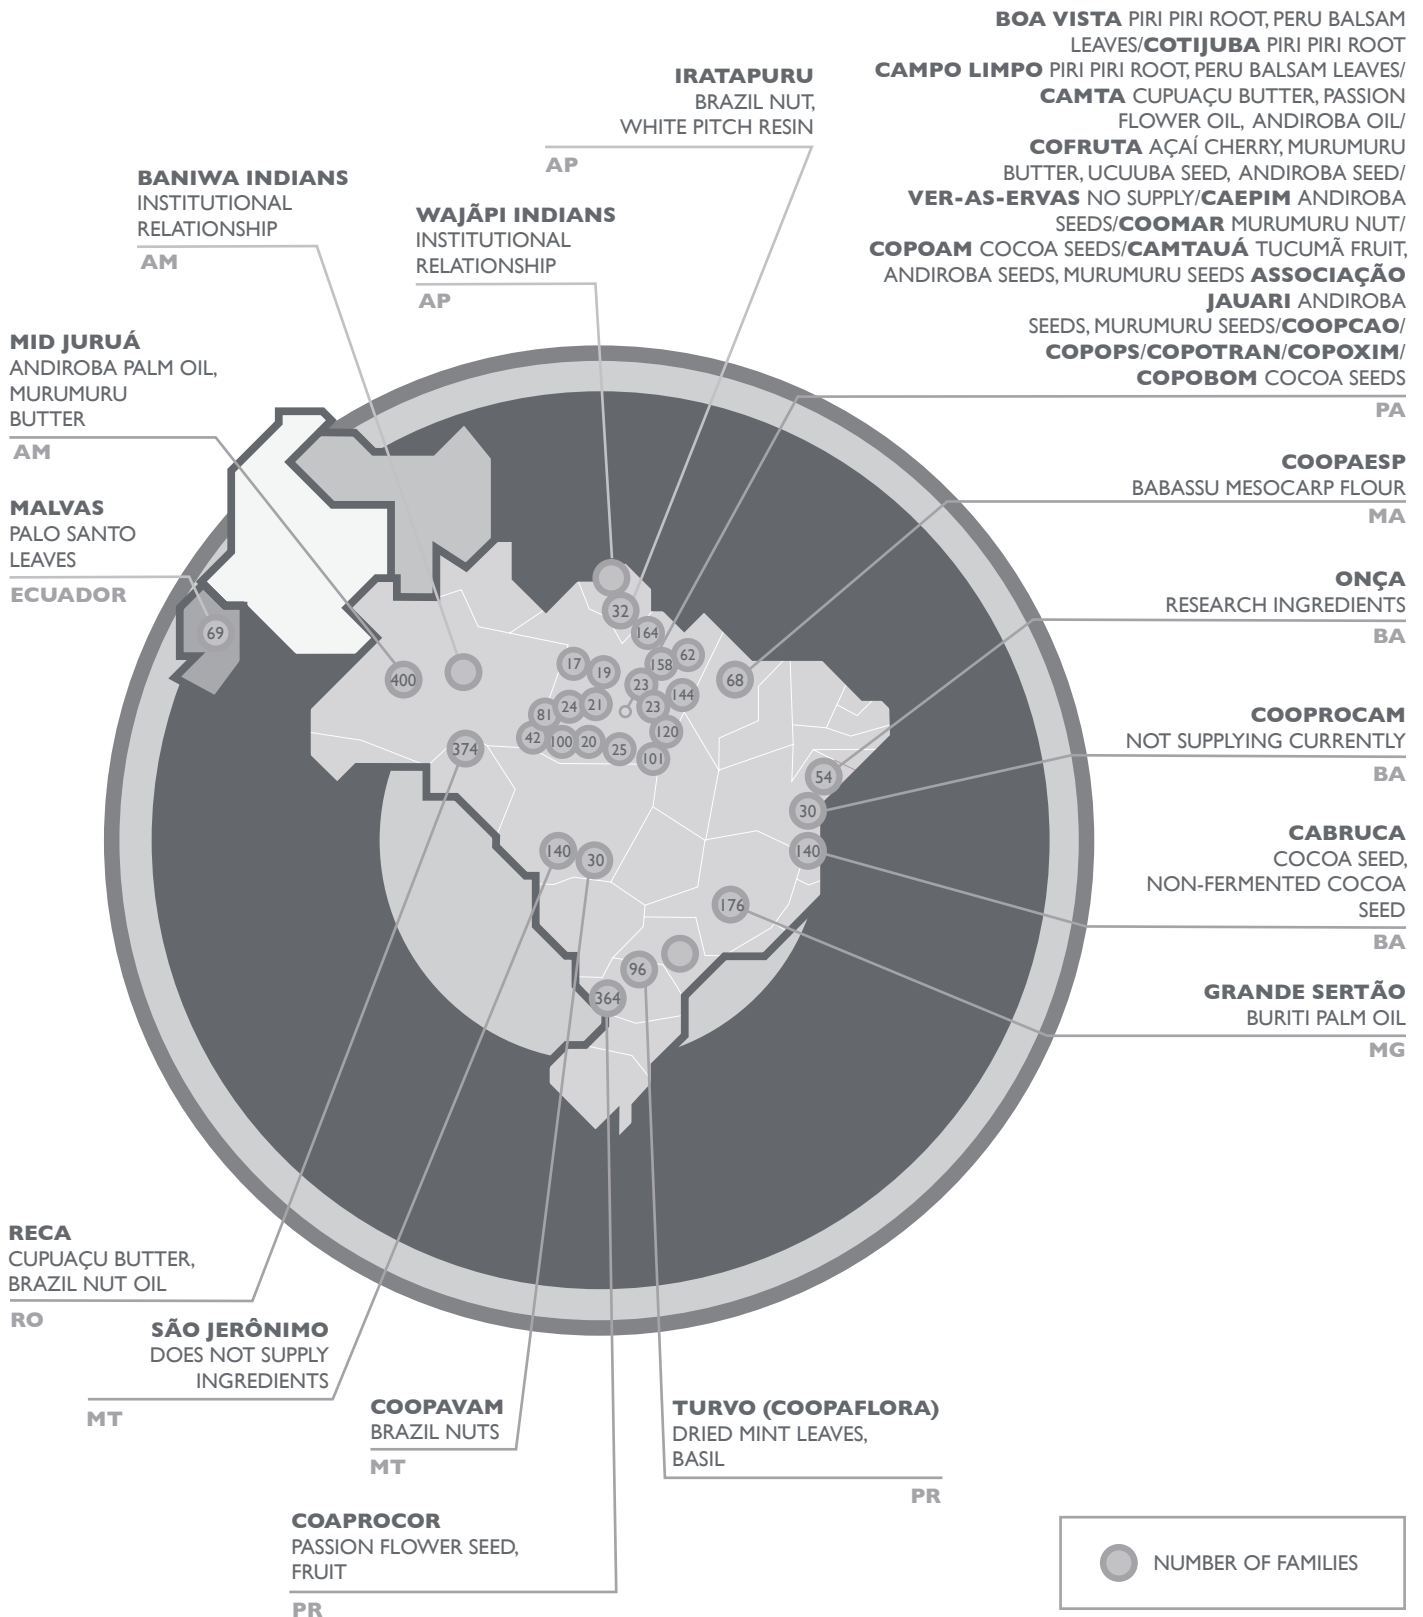 BOA VISTA PIRI PIRI ROOT, PERU BALSAM
LEAVES/COTIJUBA PIRI PIRI ROOT
CAMPO LIMPO PIRI PIRI ROOT, PERU BALSAM LEAVES/
CAMTA CUPUAÇU BUTTER, PASSION
FLOWER OIL, ANDIROBA OIL/
COFRUTA AÇAÍ CHERRY, MURUMURU
BUTTER, UCUUBA SEED, ANDIROBA SEED/
VER-AS-ERVAS NO SUPPLY/CAEPIM ANDIROBA
SEEDS/COOMAR MURUMURU NUT/
COPOAM COCOA SEEDS/CAMTAUÁ TUCUMÃ FRUIT,
ANDIROBA SEEDS, MURUMURU SEEDS ASSOCIAÇÃO
JAUARI ANDIROBA
SEEDS, MURUMURU SEEDS/COOPCAO/
COPOPS/COPOTRAN/COPOXIM/
COPOBOM COCOA SEEDS
PA
IRATAPURU
BRAZIL NUT,
WHITE PITCH RESIN
AP
BANIWA INDIANS
INSTITUTIONAL
RELATIONSHIP
AM
WAJÃPI INDIANS
INSTITUTIONAL
RELATIONSHIP
AP
MID JURUÁ
ANDIROBA PALM OIL,
MURUMURU
BUTTER
AM
MALVAS
PALO SANTO
LEAVES
ECUADOR
COOPAESP
BABASSU MESOCARP FLOUR
MA
ONÇA
RESEARCH INGREDIENTS
BA
COOPROCAM
NOT SUPPLYING CURRENTLY
BA
CABRUCA
COCOA SEED,
NON-FERMENTED COCOA
SEED
BA
GRANDE SERTÃO
BURITI PALM OIL
MG
69
32
164
62
158
17
19
400
23
68
144
24
21
23
81
120
42
100
20
25
374
101
54
30
140
140
30
176
96
364
RECA
CUPUAÇU BUTTER,
BRAZIL NUT OIL
RO
SÃO JERÔNIMO
DOES NOT SUPPLY
INGREDIENTS
MT
COOPAVAM
BRAZIL NUTS
MT
TURVO (COOPAFLORA)
DRIED MINT LEAVES,
BASIL
PR
COAPROCOR
PASSION FLOWER SEED,
FRUIT
PR
NUMBER OF FAMILIES